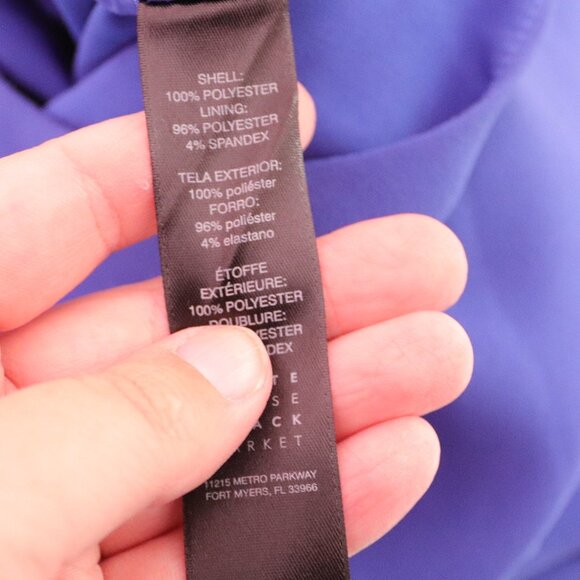 SHELL:
100% POLYESTER
LINING:
96% POLYESTER
4% SPANDEX
TELA EXTERIOR:
100% poliéster
FORRO:
96% poliéster
4% elastano
ÉTOFFE
EXTÉRIEURE:
100% POLYESTER
DOUBLURE:
11215 METRO PARKWAY
FORT MYERS, FL 33966